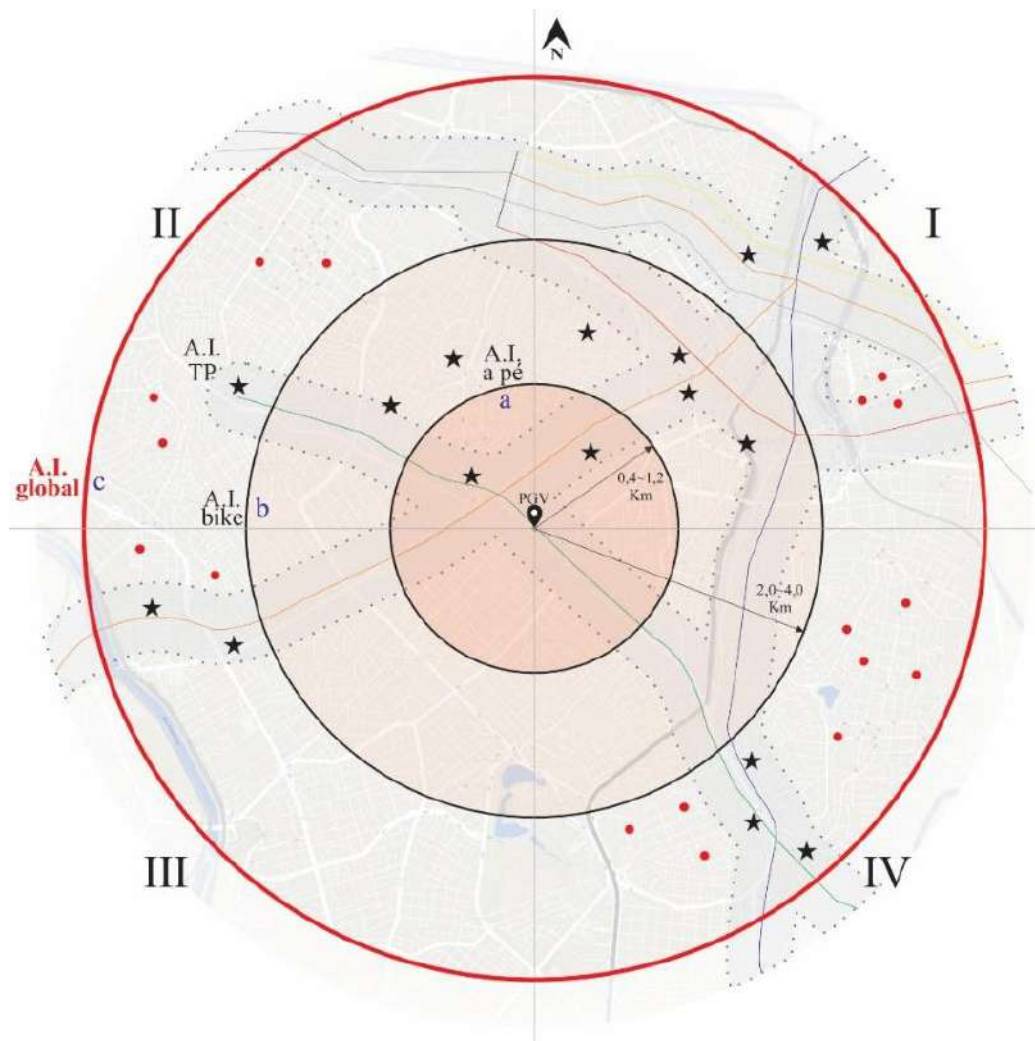 N
II
I
A.I.
TP
A.I.
a pé
a
A.I.
global
c
A.I.
bike
b
PGV
0,4~1,2
Km
2,0~4,0
Km
III
IV